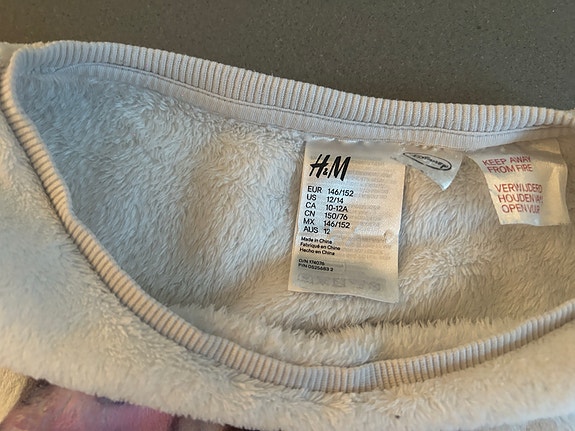 H&M
EUR 146/152
US 12/14
CA 10-12A
CN 150/76
MX 146/152
AUS 12
Made in China
Fabriqué en Chine
Hecho en China
KEEP AWAY
FROM FIRE
HOUDEN
OPEN